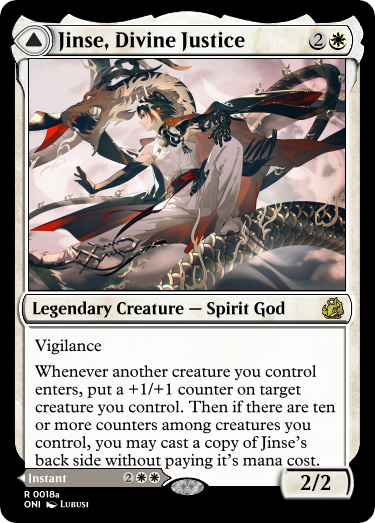 Jinse, Divine Justice 2
Legendary Creature — Spirit God
Vigilance
Whenever another creature you control
enters, put a +1/+1 counter on target
creature you control. Then if there are ten
or more counters among creatures you
control, you may cast a copy of Jinse's
back side without paying it's mana cost.
Instant 2
2/2
R 0018a
ONI Lubusi